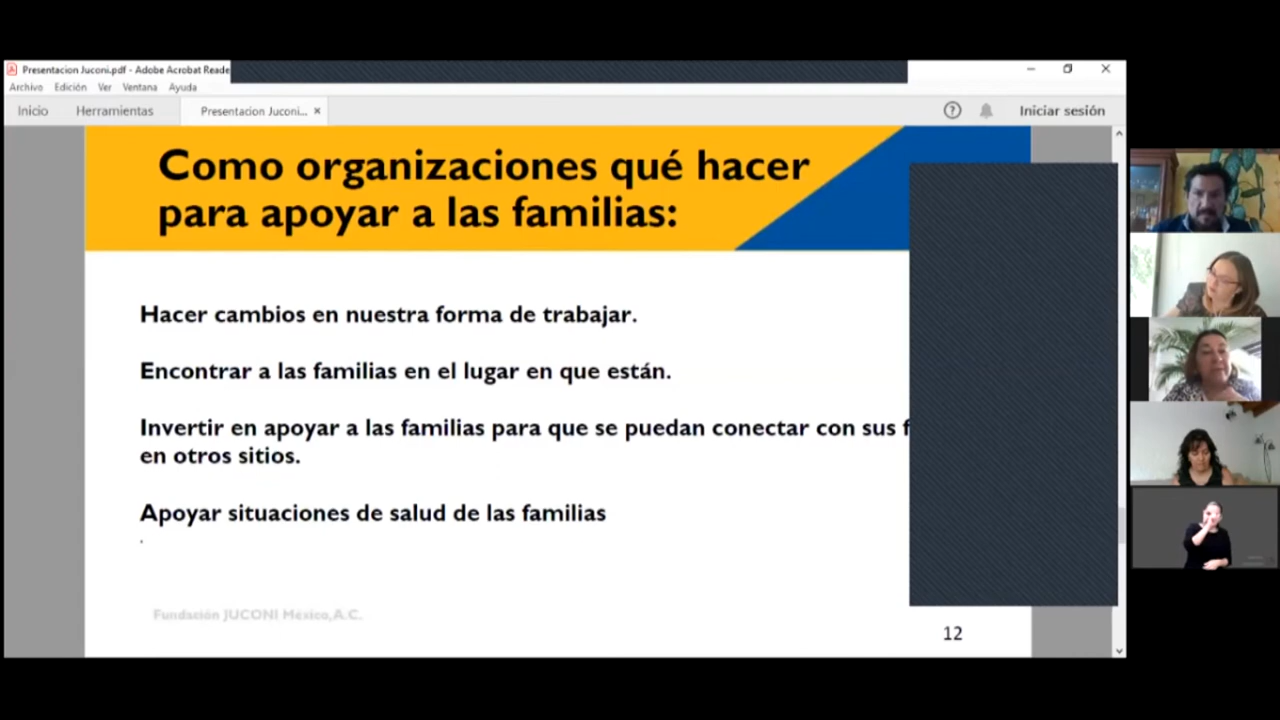 Presentacion Juconi.pdf - Adobe Acrobat Reade
Archivo Edición Ver Ventana Ayuda
Inicio Herramientas Presentacion Juconi... Iniciar sesión
Como organizaciones qué hacer
para apoyar a las familias:
Hacer cambios en nuestra forma de trabajar.
Encontrar a las familias en el lugar en que están.
Invertir en apoyar a las familias para que se puedan conectar con sus f
en otros sitios.
Apoyar situaciones de salud de las familias
.
Fundación JUCONI México,A.C.
12